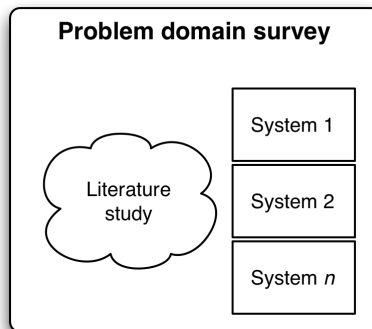 Problem domain survey
Literature
study
System 1
System 2
System n